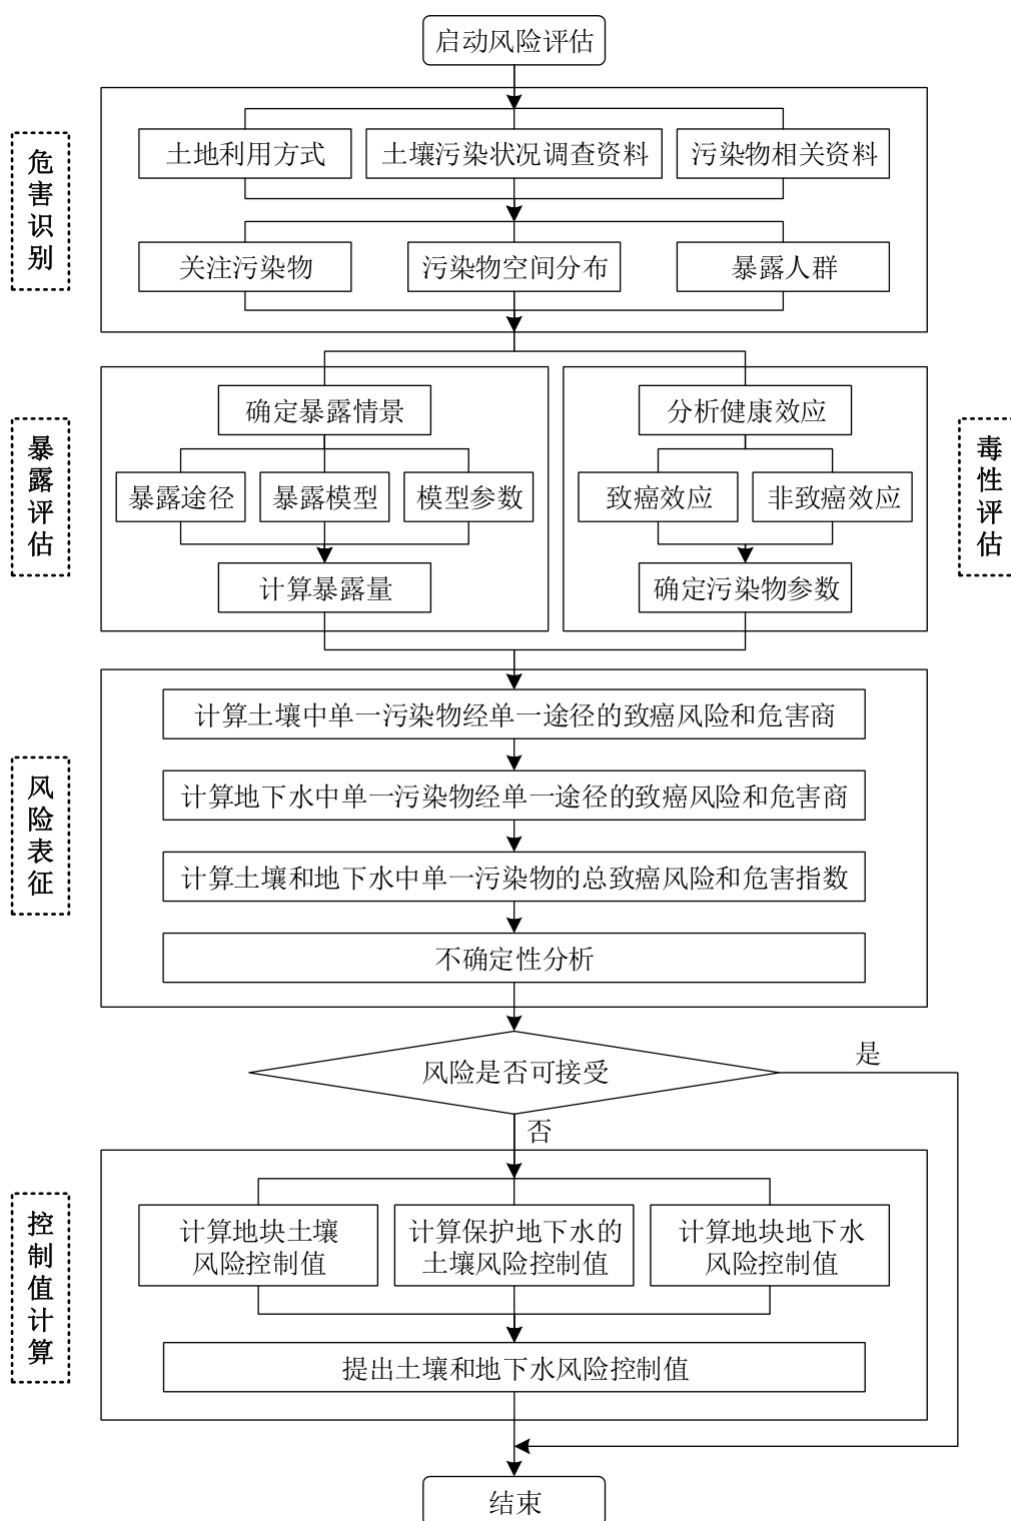 启动风险评估
危害识别
土地利用方式
土壤污染状况调查资料
污染物相关资料
关注污染物
污染物空间分布
暴露人群
暴露评估
确定暴露情景
暴露途径
暴露模型
模型参数
计算暴露量
分析健康效应
致癌效应
非致癌效应
确定污染物参数
毒性评估
风险表征
计算土壤中单一污染物经单一途径的致癌风险和危害商
计算地下水中单一污染物经单一途径的致癌风险和危害商
计算土壤和地下水中单一污染物的总致癌风险和危害指数
不确定性分析
风险是否可接受
是
否
控制值计算
计算地块土壤
风险控制值
计算保护地下水的
土壤风险控制值
计算地块地下水
风险控制值
提出土壤和地下水风险控制值
结束